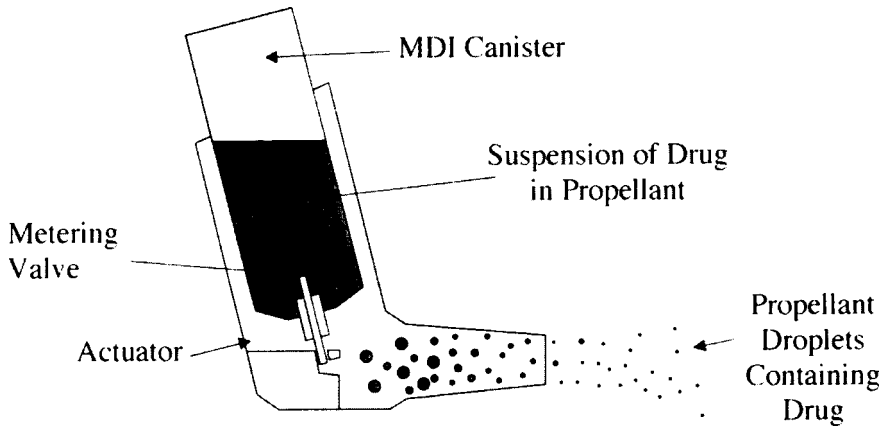 MDI Canister
Suspension of Drug
in Propellant
Metering
Valve
Actuator
Propellant
Droplets
Containing
Drug